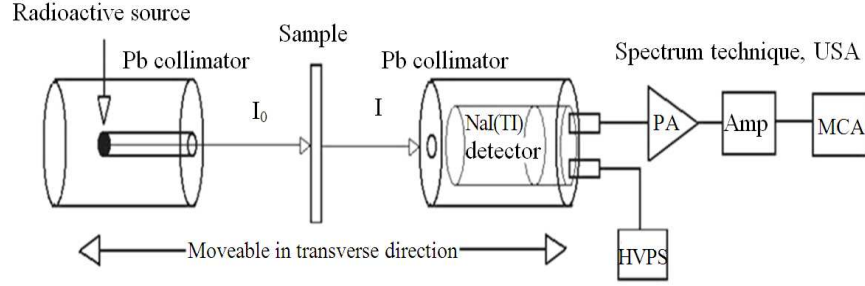 Radioactive source
Sample
Pb collimator
Pb collimator
Spectrum technique, USA
I0
I
NaI(TI)
detector
PA
Amp
MCA
Moveable in transverse direction
HVPS